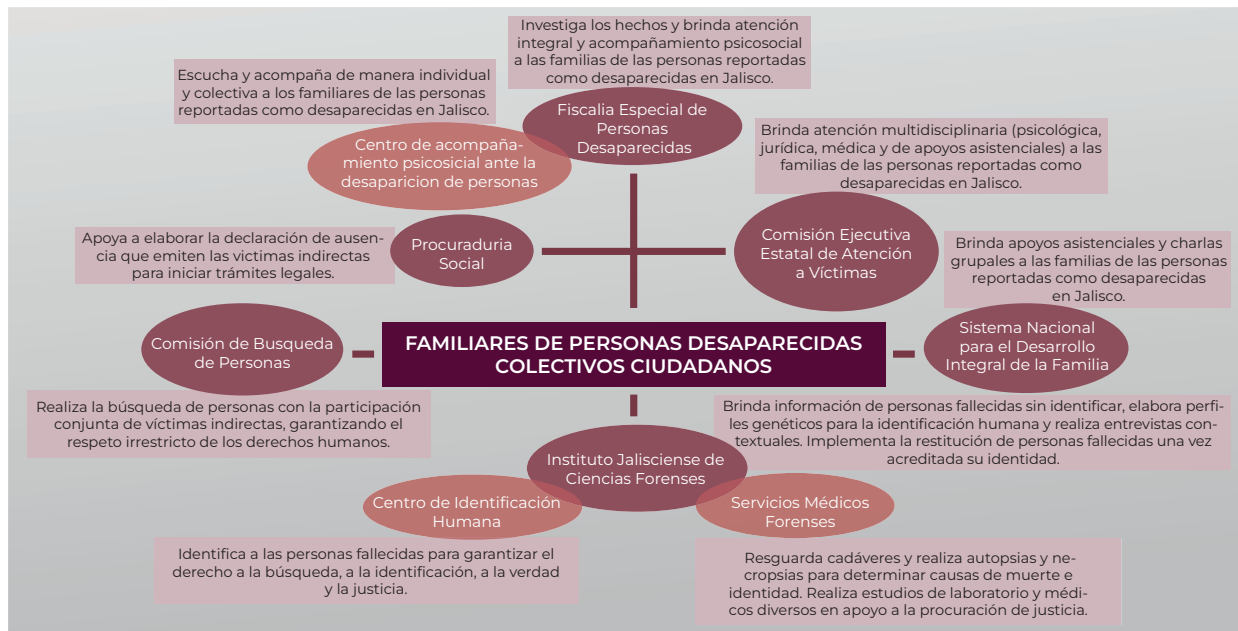 Investiga los hechos y brinda atención
integral y acompañamiento psicosocial
a las familias de las personas reportadas
como desaparecidas en Jalisco.
Escucha y acompaña de manera individual
y colectiva a los familiares de las personas
reportadas como desaparecidas en Jalisco.
Fiscalia Especial de
Personas
Desaparecidas
Centro de acompaña-
miento psicosicial ante la
desaparicion de personas
Brinda atención multidisciplinaria (psicológica,
jurídica, médica y de apoyos asistenciales) a las
familias de las personas reportadas como
desaparecidas en Jalisco.
Apoya a elaborar la declaración de ausen-
cia que emiten las victimas indirectas
para iniciar trámites legales.
Procuraduria
Social
Comisión Ejecutiva
Estatal de Atención
a Víctimas
Brinda apoyos asistenciales y charlas
grupales a las familias de las personas
reportadas como desaparecidas
en Jalisco.
Comisión de Busqueda
de Personas
FAMILIARES DE PERSONAS DESAPARECIDAS
COLECTIVOS CIUDADANOS
Sistema Nacional
para el Desarrollo
Integral de la Familia
Realiza la búsqueda de personas con la participación
conjunta de víctimas indirectas, garantizando el
respeto irrestricto de los derechos humanos.
Brinda información de personas fallecidas sin identificar, elabora perfi-
les genéticos para la identificación humana y realiza entrevistas con-
textuales. Implementa la restitución de personas fallecidas una vez
acreditada su identidad.
Instituto Jalisciense de
Ciencias Forenses
Centro de Identificación
Humana
Servicios Médicos
Forenses
Identifica a las personas fallecidas para garantizar el
derecho a la búsqueda, a la identificación, a la verdad
y la justicia.
Resguarda cadáveres y realiza autopsias y ne-
cropsias para determinar causas de muerte e
identidad. Realiza estudios de laboratorio y médi-
cos diversos en apoyo a la procuración de justicia.